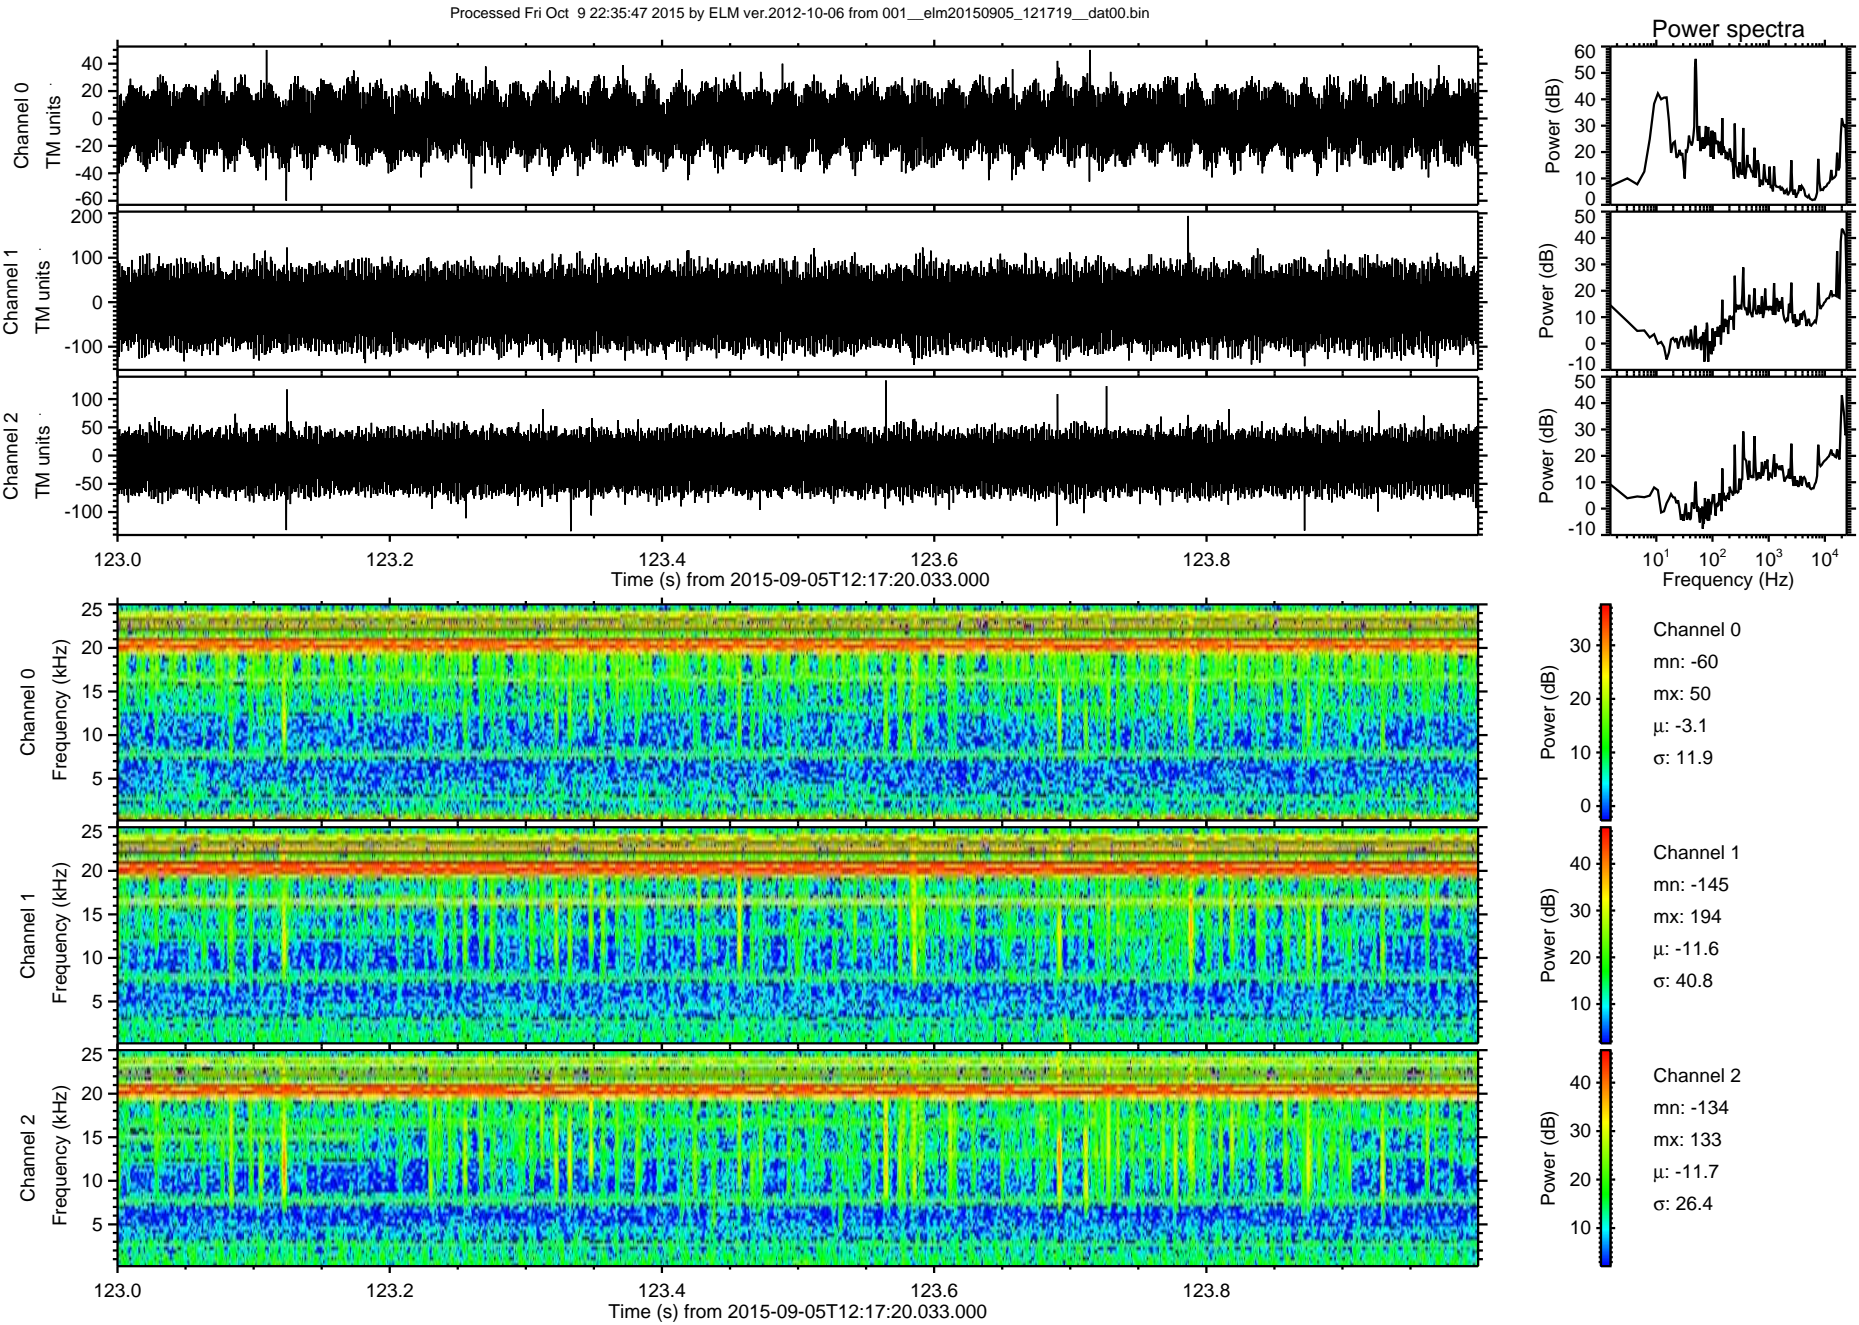 Processed Fri Oct 9 22:35:47 2015 by ELM ver.2012-10-06 from 001__elm20150905_121719__dat00.bin
Power spectra
Channel 0
TM units
40
20
0
-20
-40
-60
Power (dB)
60
50
40
30
20
10
0
Channel 1
TM units
200
100
0
-100
Power (dB)
50
40
30
20
10
0
-10
Channel 2
TM units
100
50
0
-50
-100
Power (dB)
50
40
30
20
10
0
-10
123.0 123.2 123.4 123.6 123.8
Time (s) from 2015-09-05T12:17:20.033.000
10^1 10^2 10^3 10^4
Frequency (Hz)
Channel 0
Frequency (kHz)
25
20
15
10
5
Power (dB)
30
20
10
0
Channel 0
mn: -60
mx: 50
μ: -3.1
σ: 11.9
Channel 1
Frequency (kHz)
25
20
15
10
5
Power (dB)
40
30
20
10
Channel 1
mn: -145
mx: 194
μ: -11.6
σ: 40.8
Channel 2
Frequency (kHz)
25
20
15
10
5
Power (dB)
40
30
20
10
Channel 2
mn: -134
mx: 133
μ: -11.7
σ: 26.4
123.0 123.2 123.4 123.6 123.8
Time (s) from 2015-09-05T12:17:20.033.000